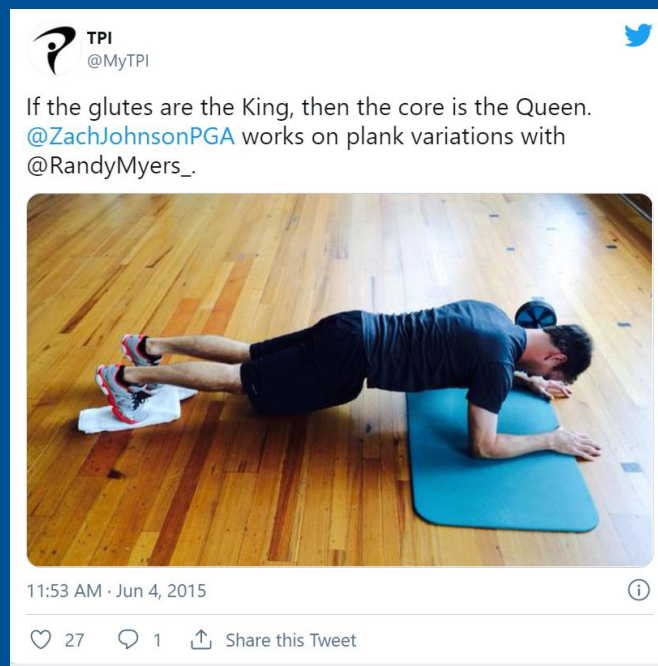 TPI
@MyTPI
If the glutes are the King, then the core is the Queen.
@ZachJohnsonPGA works on plank variations with
@RandyMyers_.
11:53 AM · Jun 4, 2015
27 1 Share this Tweet